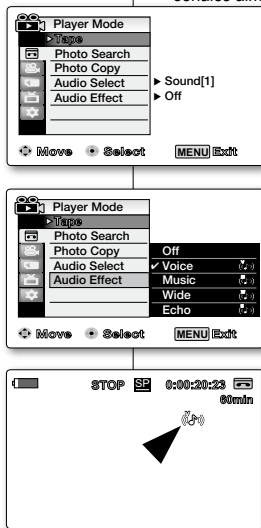 Player Mode
►Tape
Photo Search
Photo Copy
Audio Select ► Sound[1]
Audio Effect ► Off
Move Select MENU Exit
Player Mode
►Tape
Photo Search
Photo Copy Off
Audio Select ✔ Voice
Audio Effect Music
Wide
Echo
Move Select MENU Exit
STOP SP 0:00:20:23
60min